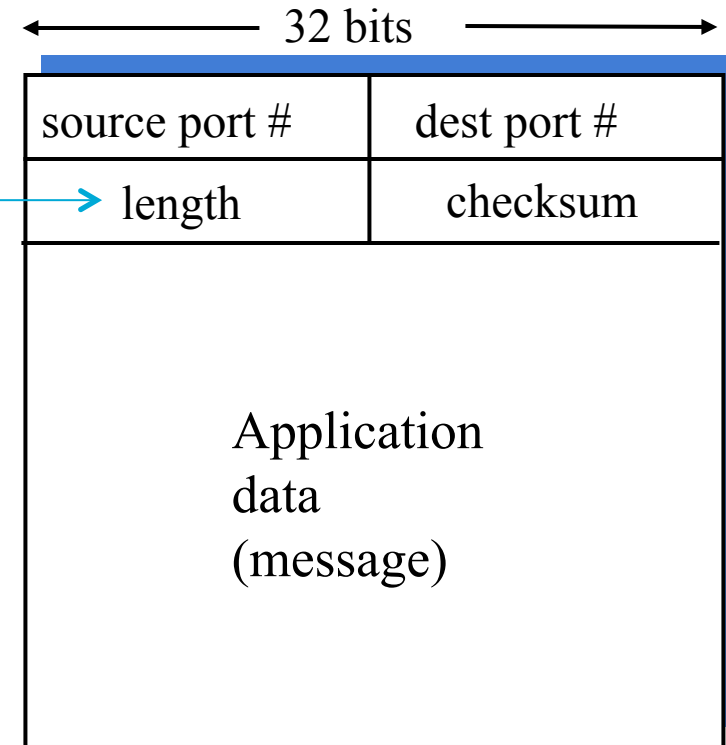 32 bits
source port # dest port #
length checksum
Application
data
(message)